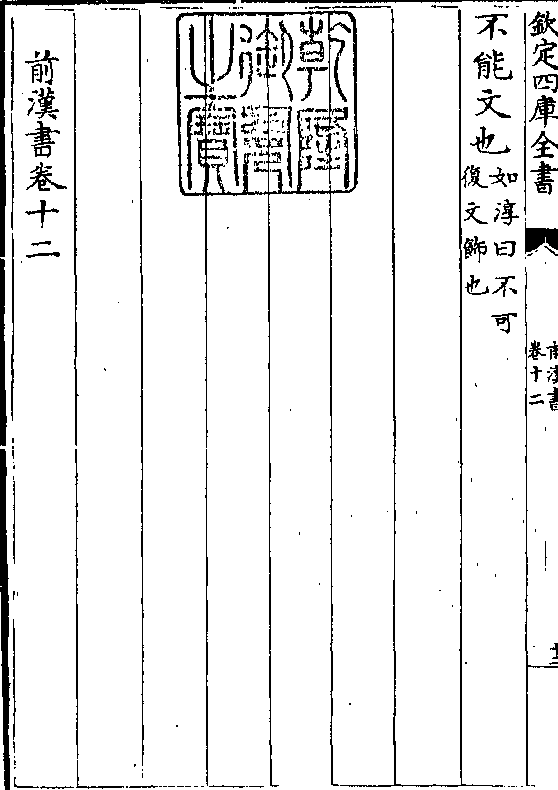 欽定四庫全書
前漢書
卷十二
不能文也如淳曰不可
復文飾也
乾隆
御覽
之寶
前漢書卷十二